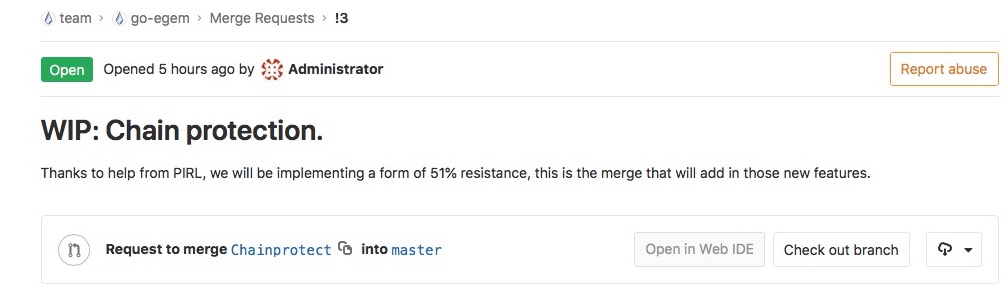 team > go-egem > Merge Requests > !3
Open Opened 5 hours ago by Administrator Report abuse
WIP: Chain protection.
Thanks to help from PIRL, we will be implementing a form of 51% resistance, this is the merge that will add in those new features.
Request to merge Chainprotect into master Open in Web IDE Check out branch